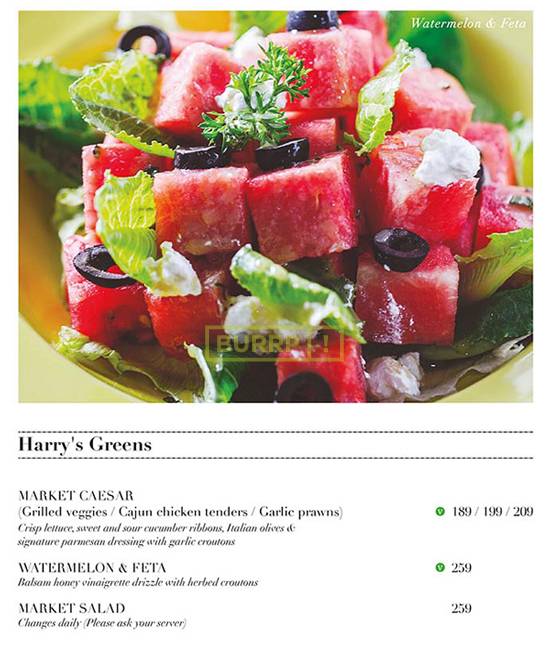 Watermelon & Feta
BURRP!
Harry's Greens
MARKET CAESAR
(Grilled veggies / Cajun chicken tenders / Garlic prawns) V 189 / 199 / 209
Crisp lettuce, sweet and sour cucumber ribbons, Italian olives &
signature parmesan dressing with garlic croutons
WATERMELON & FETA V 259
Balsam honey vinaigrette drizzle with herbed croutons
MARKET SALAD 259
Changes daily (Please ask your server)